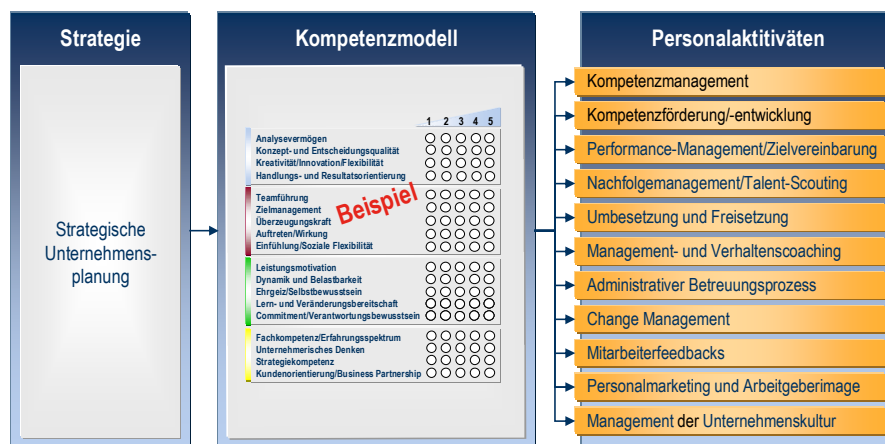 Strategie
Strategische
Unternehmens-
planung
Kompetenzmodell
1 2 3 4 5
Analysevermögen
Konzept- und Entscheidungsqualität
Kreativität/Innovation/Flexibilität
Handlungs- und Resultatsorientierung
Teamführung
Zielmanagement
Überzeugungskraft
Auftreten/Wirkung
Einfühlung/Soziale Flexibilität
Beispiel
Leistungsmotivation
Dynamik und Belastbarkeit
Ehrgeiz/Selbstbewusstsein
Lern- und Veränderungsbereitschaft
Commitment/Verantwortungsbewusstsein
Fachkompetenz/Erfahrungsspektrum
Unternehmerisches Denken
Strategiekompetenz
Kundenorientierung/Business Partnership
Personalaktitiväten
Kompetenzmanagement
Kompetenzförderung/-entwicklung
Performance-Management/Zielvereinbarung
Nachfolgemanagement/Talent-Scouting
Umbesetzung und Freisetzung
Management- und Verhaltenscoaching
Administrativer Betreuungsprozess
Change Management
Mitarbeiterfeedbacks
Personalmarketing und Arbeitgeberimage
Management der Unternehmenskultur